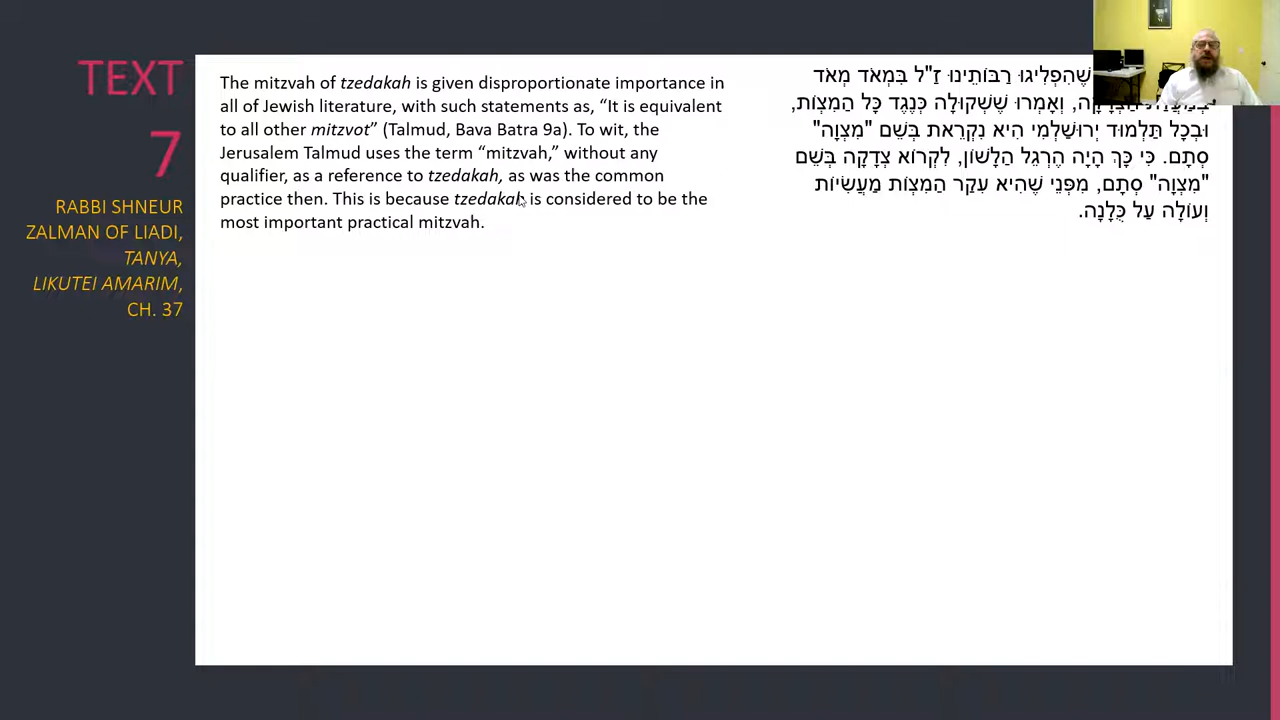 TEXT
7
RABBI SHNEUR
ZALMAN OF LIADI,
TANYA,
LIKUTEI AMARIM,
CH. 37
The mitzvah of tzedakah is given disproportionate importance in
all of Jewish literature, with such statements as, “It is equivalent
to all other mitzvot” (Talmud, Bava Batra 9a). To wit, the
Jerusalem Talmud uses the term “mitzvah,” without any
qualifier, as a reference to tzedakah, as was the common
practice then. This is because tzedakah is considered to be the
most important practical mitzvah.
שֶׁהִפְלִיגוּ רַבּוֹתֵינוּ ז"ל בִּמְאֹד מְאֹד
וְאָמְרוּ שֶׁשְּׁקוּלָה כְּנֶגֶד כָּל הַמִצְוֹת,
וּבְכָל תַּלְמוּד יְרוּשַׁלְמִי הִיא נִקְרֵאת בְּשֵׁם "מִצְוָה"
סְתָם. כִּי כָּךְ הָיָה הֶרְגֵל הַלָשׁוֹן, לִקְרוֹא צְדָקָה בְּשֵׁם
"מִצְוָה" סְתָם, מִפְּנֵי שֶׁהִיא עִקַר הַמִצְוֹת מַעֲשִׂיוֹת
וְעוֹלָה עַל כֻּלָנָה.